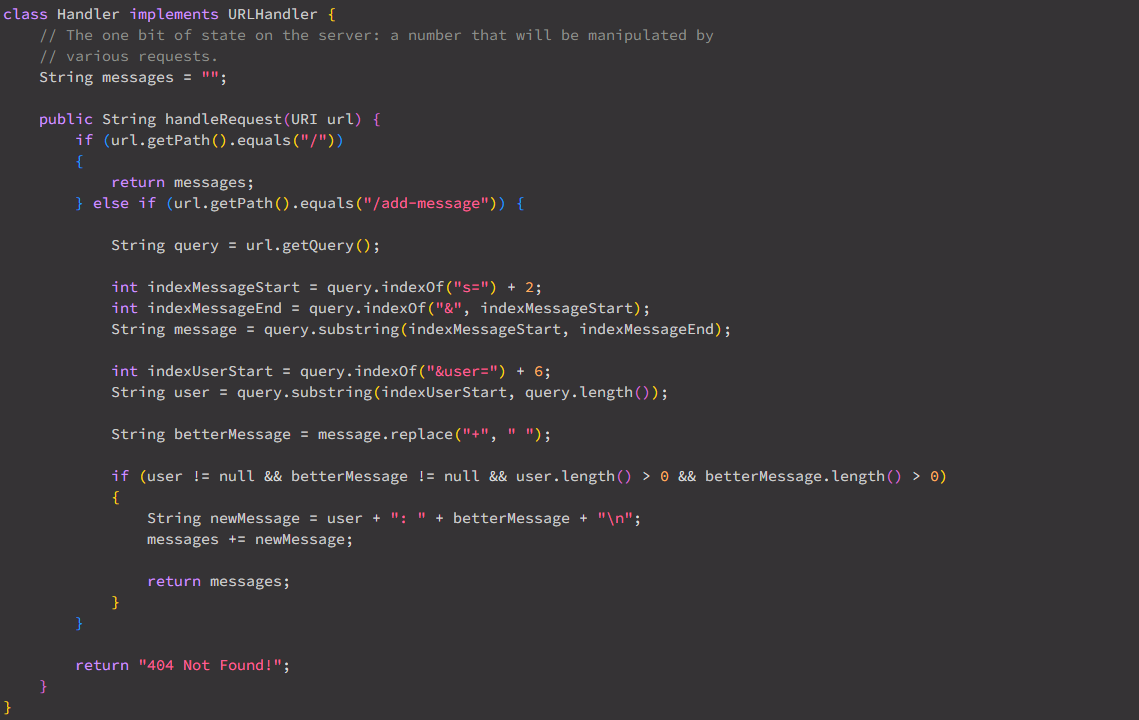 class Handler implements URLHandler {
    // The one bit of state on the server: a number that will be manipulated by
    // various requests.
    String messages = "";

    public String handleRequest(URI url) {
        if (url.getPath().equals("/"))
        {
            return messages;
        } else if (url.getPath().equals("/add-message")) {

            String query = url.getQuery();

            int indexMessageStart = query.indexOf("s=") + 2;
            int indexMessageEnd = query.indexOf("&", indexMessageStart);
            String message = query.substring(indexMessageStart, indexMessageEnd);

            int indexUserStart = query.indexOf("&user=") + 6;
            String user = query.substring(indexUserStart, query.length());

            String betterMessage = message.replace("+", " ");

            if (user != null && betterMessage != null && user.length() > 0 && betterMessage.length() > 0)
            {
                String newMessage = user + ": " + betterMessage + "\n";
                messages += newMessage;

                return messages;
            }
        }

        return "404 Not Found!";
    }
}